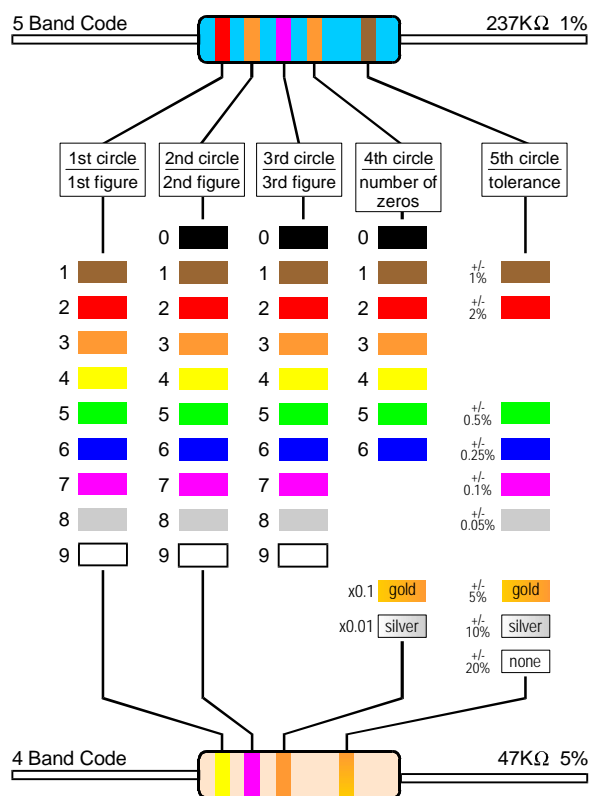 5 Band Code 237KΩ 1%
1st circle 2nd circle 3rd circle 4th circle 5th circle
1st figure 2nd figure 3rd figure number of zeros tolerance
0 0 0
1 1 1 1 +/- 1%
2 2 2 2 +/- 2%
3 3 3 3
4 4 4 4
5 5 5 5 +/- 0.5%
6 6 6 6 +/- 0.25%
7 7 7 +/- 0.1%
8 8 8 +/- 0.05%
9 9 9
x0.1 gold +/- 5% gold
x0.01 silver +/- 10% silver
+/- 20% none
4 Band Code 47KΩ 5%